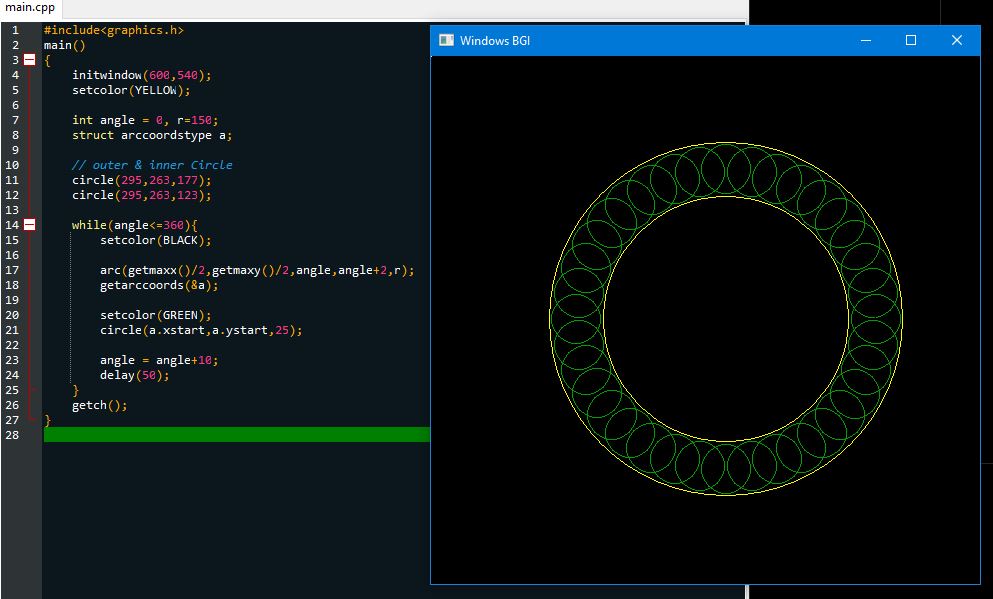 main.cpp
1 #include<graphics.h>
2 main()
3 {
4 initwindow(600,540);
5 setcolor(YELLOW);
6
7 int angle = 0, r=150;
8 struct arccoordstype a;
9
10 // outer & inner Circle
11 circle(295,263,177);
12 circle(295,263,123);
13
14 while(angle<=360){
15 setcolor(BLACK);
16
17 arc(getmaxx()/2,getmaxy()/2,angle,angle+2,r);
18 getarccoords(&a);
19
20 setcolor(GREEN);
21 circle(a.xstart,a.ystart,25);
22
23 angle = angle+10;
24 delay(50);
25 }
26 getch();
27 }
28
Windows BGI